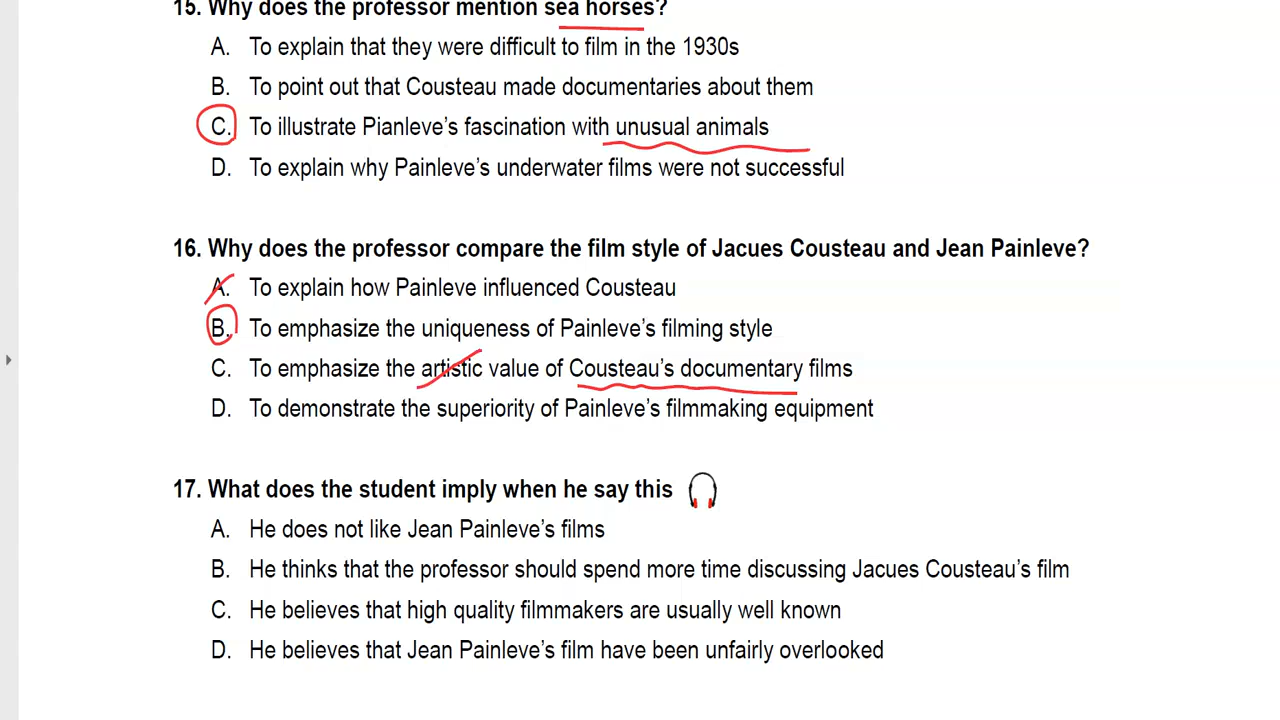 15. Why does the professor mention sea horses?
A. To explain that they were difficult to film in the 1930s
B. To point out that Cousteau made documentaries about them
C. To illustrate Pianleve's fascination with unusual animals
D. To explain why Painleve's underwater films were not successful
16. Why does the professor compare the film style of Jacues Cousteau and Jean Painleve?
A. To explain how Painleve influenced Cousteau
B. To emphasize the uniqueness of Painleve's filming style
C. To emphasize the artistic value of Cousteau's documentary films
D. To demonstrate the superiority of Painleve's filmmaking equipment
17. What does the student imply when he say this
A. He does not like Jean Painleve's films
B. He thinks that the professor should spend more time discussing Jacues Cousteau's film
C. He believes that high quality filmmakers are usually well known
D. He believes that Jean Painleve's film have been unfairly overlooked